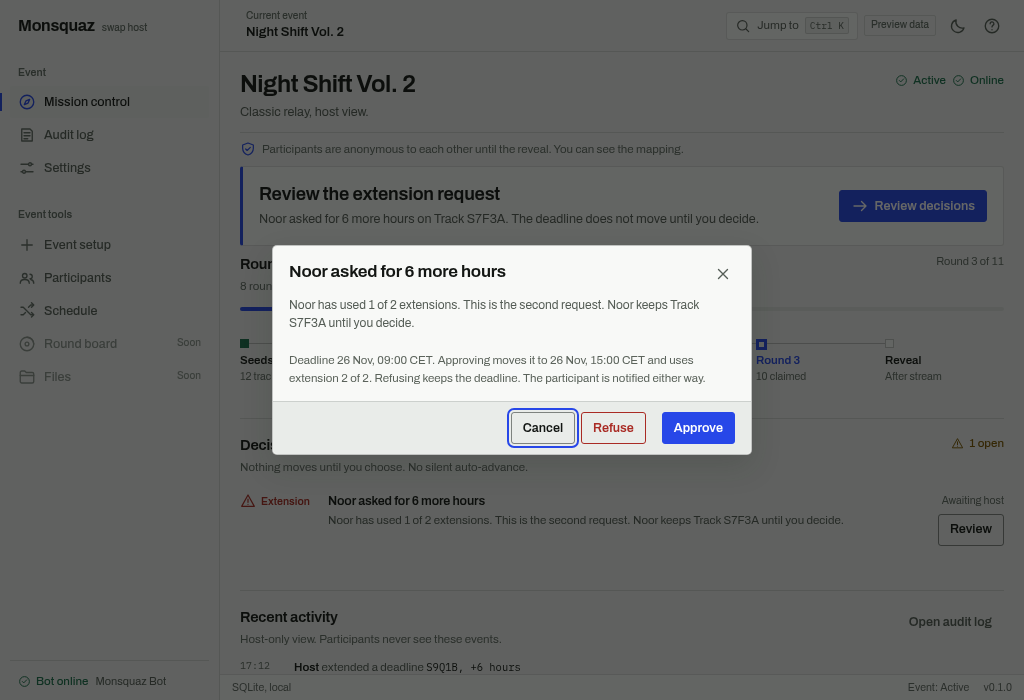 Monsquaz swap host
Event
Mission control
Audit log
Settings
Event tools
Event setup
Participants
Schedule
Round board Soon
Files Soon
Bot online Monsquaz Bot
Current event
Night Shift Vol. 2
Jump to Ctrl K
Preview data
Night Shift Vol. 2
Active Online
Classic relay, host view.
Participants are anonymous to each other until the reveal. You can see the mapping.
Review the extension request
Noor asked for 6 more hours on Track S7F3A. The deadline does not move until you decide.
Review decisions
Round 3 of 11
Round 3
10 claimed
Reveal
After stream
Noor asked for 6 more hours
Noor has used 1 of 2 extensions. This is the second request. Noor keeps Track
S7F3A until you decide.
Deadline 26 Nov, 09:00 CET. Approving moves it to 26 Nov, 15:00 CET and uses
extension 2 of 2. Refusing keeps the deadline. The participant is notified either way.
Cancel Refuse Approve
1 open
Nothing moves until you choose. No silent auto-advance.
Extension
Noor asked for 6 more hours
Noor has used 1 of 2 extensions. This is the second request. Noor keeps Track S7F3A until you decide.
Awaiting host
Review
Recent activity
Host-only view. Participants never see these events.
Open audit log
17:12 Host extended a deadline S9Q1B, +6 hours
SQLite, local
Event: Active v0.1.0